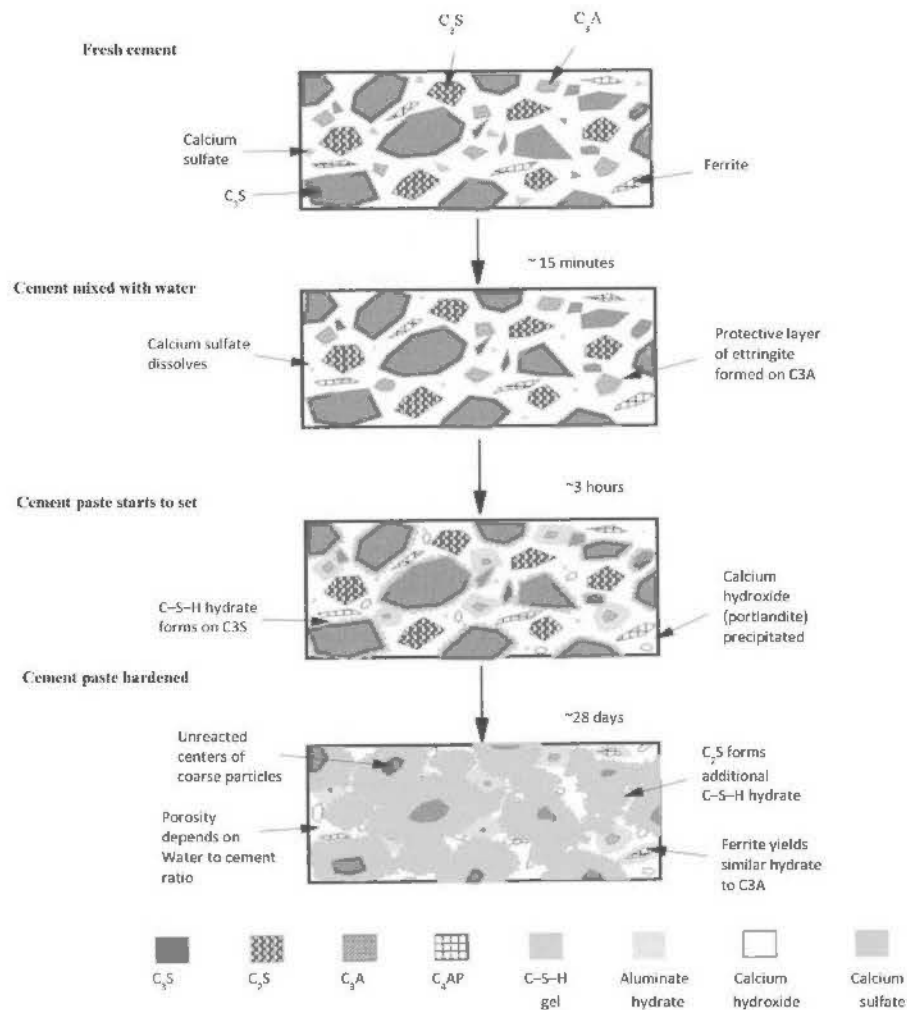 C₂S
C₃A
Fresh cement
Calcium
sulfate
C₃S
Ferrite
~ 15 minutes
Cement mixed with water
Calcium sulfate
dissolves
Protective layer
of ettringite
formed on C3A
~3 hours
Cement paste starts to set
C–S–H hydrate
forms on C3S
Calcium
hydroxide
(portlandite)
precipitated
Cement paste hardened
~28 days
Unreacted
centers of
coarse particles
Porosity
depends on
Water to cement
ratio
C₂S forms
additional
C–S–H hydrate
Ferrite yields
similar hydrate
to C3A
C₃S
C₂S
C₃A
C₄AP
C–S–H
gel
Aluminate
hydrate
Calcium
hydroxide
Calcium
sulfate